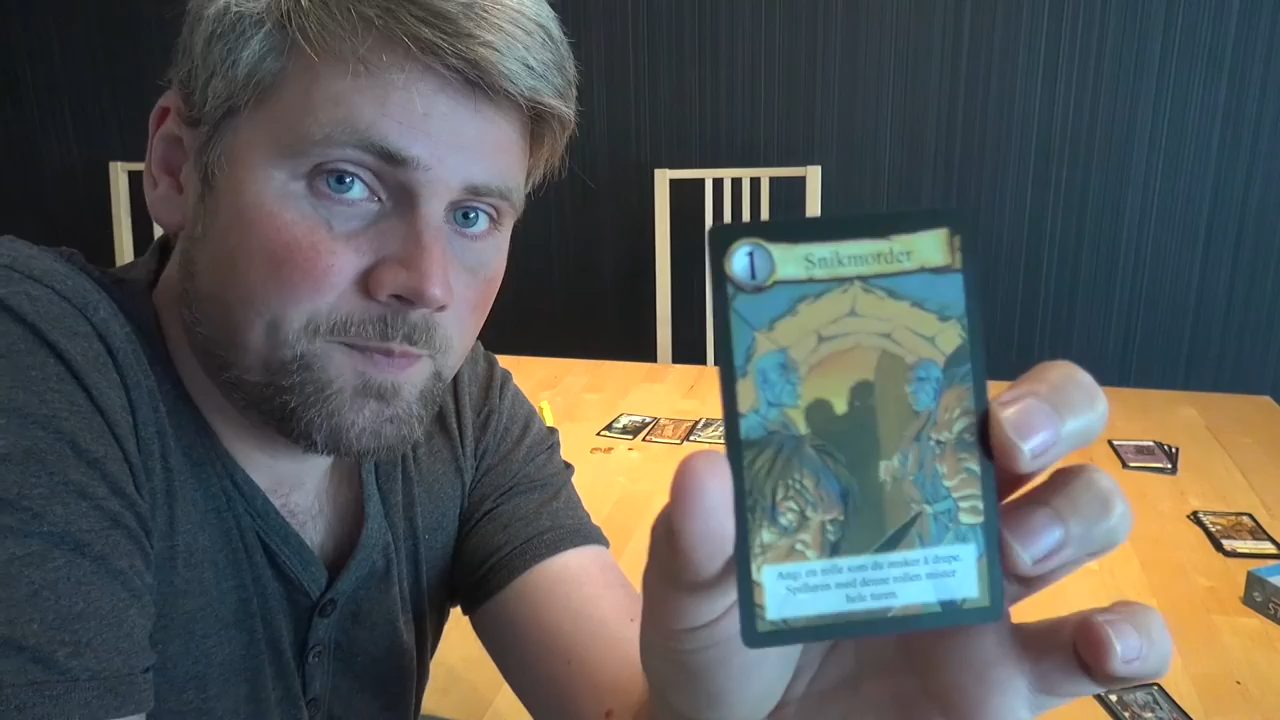 1
Snikmorder
Angi en rolle som du ønsker å drepe.
Spilleren med denne rollen mister
hele turen.